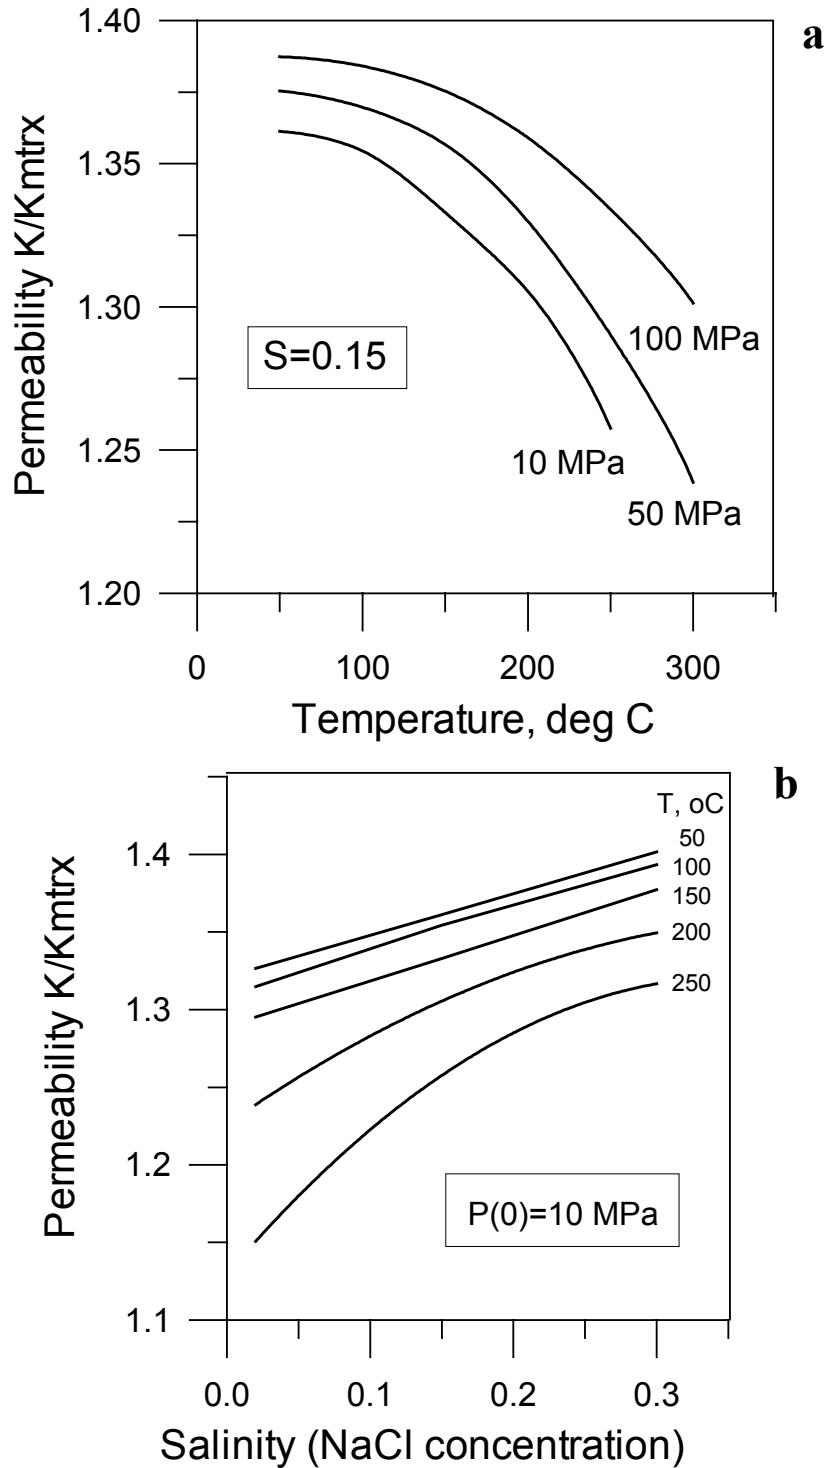 a
1.40
1.35
1.30
1.25
1.20
Permeability K/Kmtrx
S=0.15
100 MPa
10 MPa
50 MPa
0 100 200 300
Temperature, deg C
b
T, oC
50
100
150
200
250
1.4
1.3
1.2
1.1
Permeability K/Kmtrx
P(0)=10 MPa
0.0 0.1 0.2 0.3
Salinity (NaCl concentration)